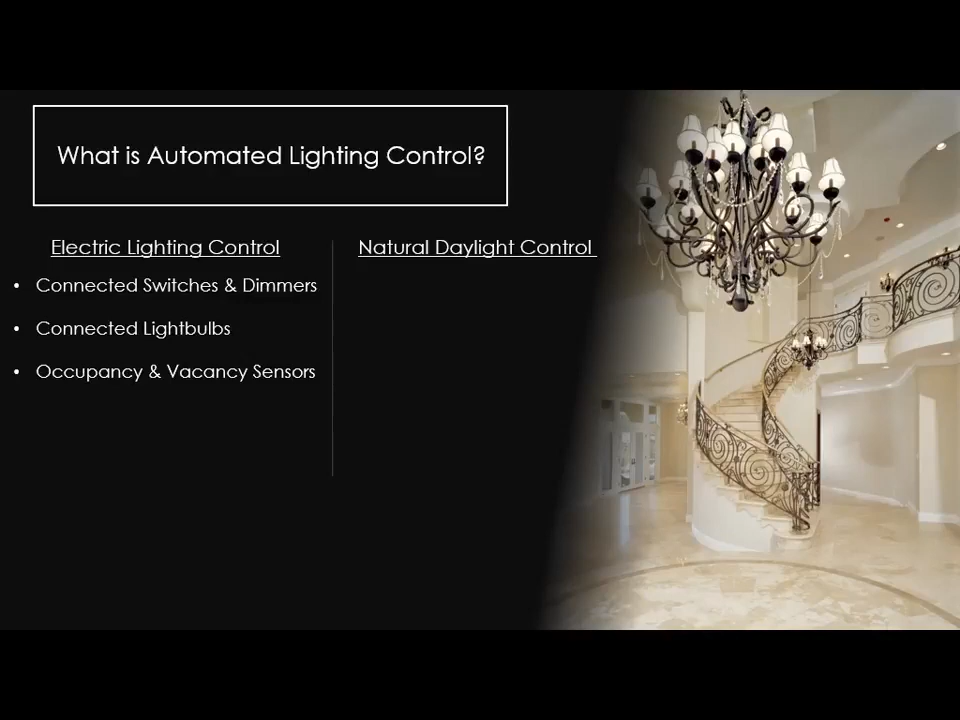 What is Automated Lighting Control?
Electric Lighting Control
• Connected Switches & Dimmers
• Connected Lightbulbs
• Occupancy & Vacancy Sensors
Natural Daylight Control